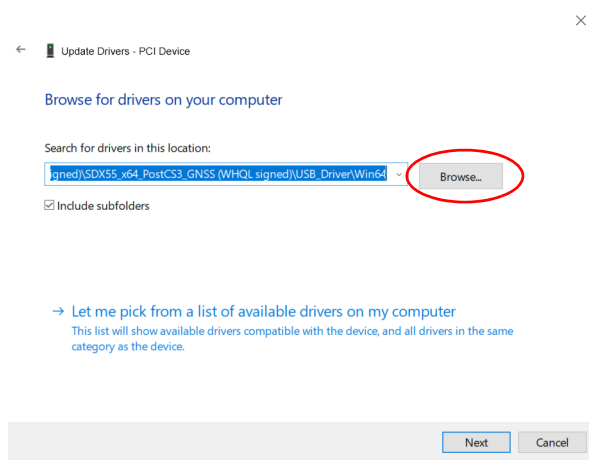 Update Drivers - PCI Device
Browse for drivers on your computer
Search for drivers in this location:
igned)\SDX55_x64_PostCS3_GNSS (WHQL signed)\USB_Driver\Win64
Browse...
Include subfolders
Let me pick from a list of available drivers on my computer
This list will show available drivers compatible with the device, and all drivers in the same
category as the device.
Next
Cancel